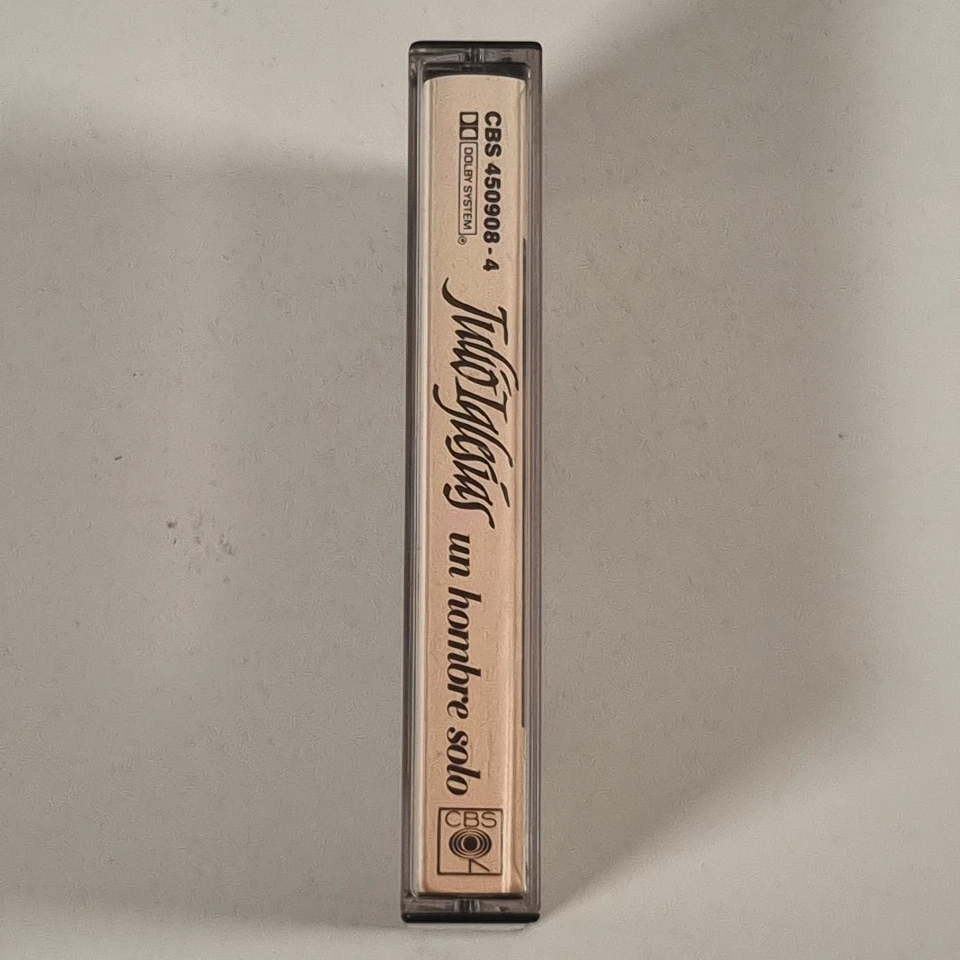 CBS 450908-4
DOLBY SYSTEM®
Julio Iglesias
un hombre solo
CBS